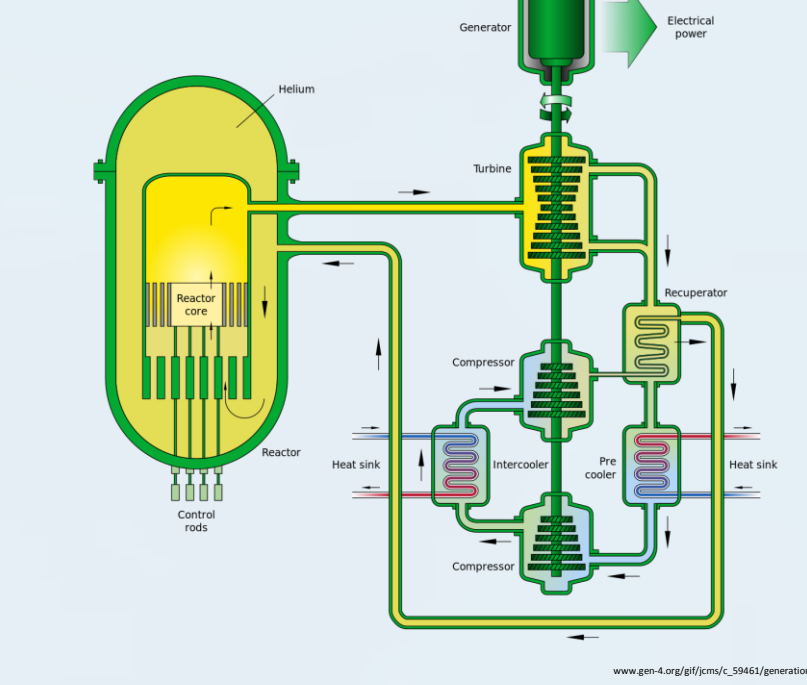 Generator
Electrical
power
Helium
Turbine
Recuperator
Reactor
core
Compressor
Reactor
Heat sink
Intercooler
Pre
cooler
Heat sink
Control
rods
Compressor
www.gen-4.org/gif/jcms/c_59461/generation